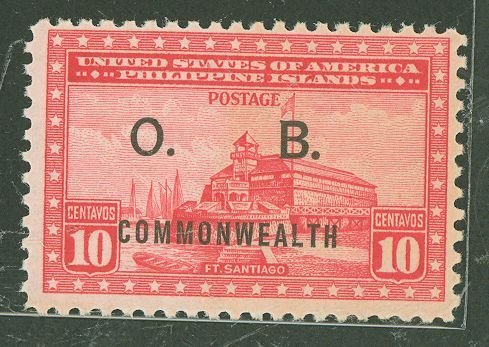 UNITED STATES OF AMERICA
PHILIPPINE ISLANDS
POSTAGE
O. B.
CENTAVOS CENTAVOS
COMMONWEALTH
10 10
FT. SANTIAGO